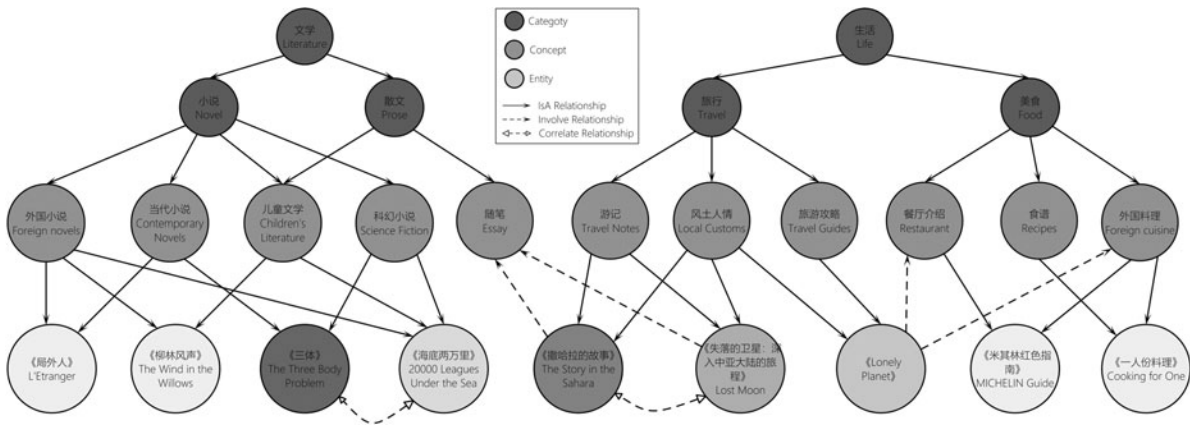 文学
Literature
Categoty
Concept
Entity
IsA Relationship
Involve Relationship
Correlate Relationship
生活
Life
小说
Novel
散文
Prose
旅行
Travel
美食
Food
外国小说
Foreign novels
当代小说
Contemporary
Novels
儿童文学
Children's
Literature
科幻小说
Science Fiction
随笔
Essay
游记
Travel Notes
风土人情
Local Customs
旅游攻略
Travel Guides
餐厅介绍
Restaurant
食谱
Recipes
外国料理
Foreign cuisine
《局外人》
L'Etranger
《柳林风声》
The Wind in the
Willows
《三体》
The Three Body
Problem
《海底两万里》
20000 Leagues
Under the Sea
《撒哈拉的故事》
The Story in the
Sahara
《失落的卫星：深
入中亚大陆的旅
程》
Lost Moon
《Lonely
Planet》
《米其林红色指
南》
MICHELIN Guide
《一人份料理》
Cooking for One